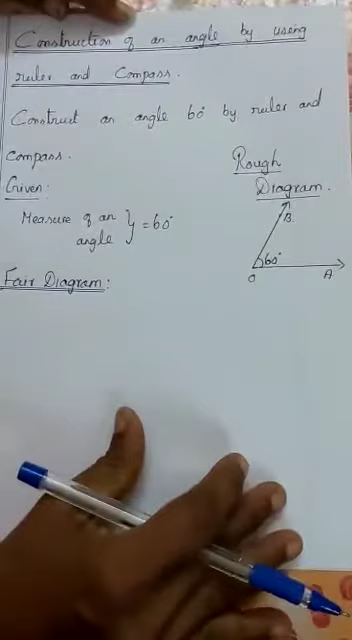 Construction of an angle by using
ruler and Compass.
Construct an angle 60° by ruler and
Compass.
Rough
Diagram.
Given:
Measure of an
angle } = 60°
B
60°
O
A
Fair Diagram: